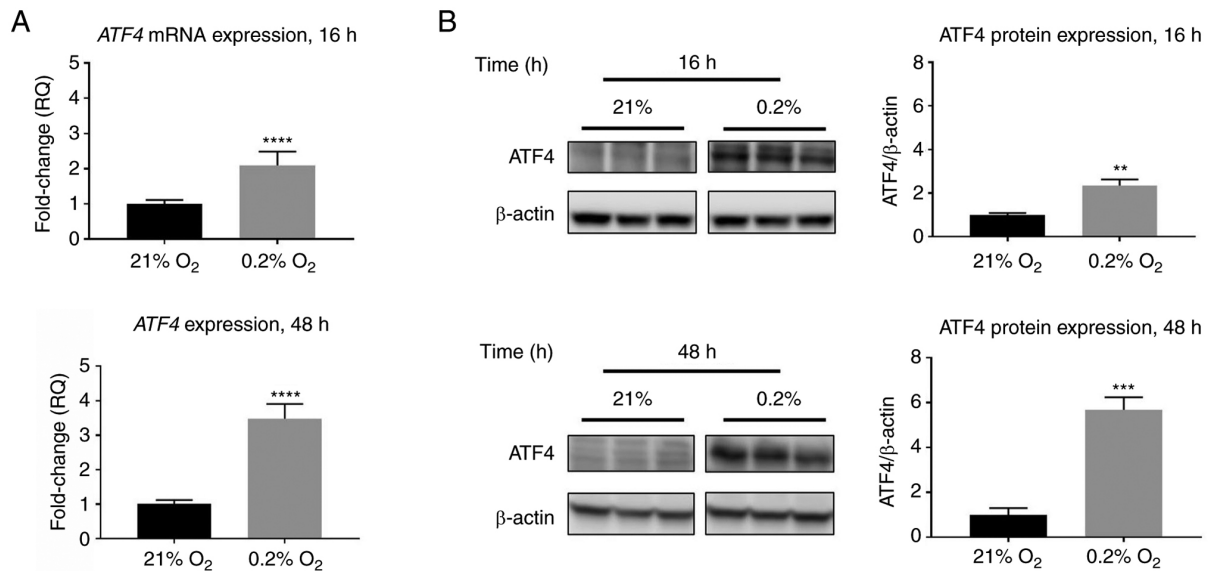 A
ATF4 mRNA expression, 16 h
Fold-change (RQ)
5
4
3
2
1
0
****
21% O₂
0.2% O₂
ATF4 expression, 48 h
Fold-change (RQ)
5
4
3
2
1
0
****
21% O₂
0.2% O₂
B
Time (h)
16 h
21%
0.2%
ATF4
β-actin
ATF4 protein expression, 16 h
ATF4/β-actin
8
6
4
2
0
**
21% O₂
0.2% O₂
Time (h)
48 h
21%
0.2%
ATF4
β-actin
ATF4 protein expression, 48 h
ATF4/β-actin
8
6
4
2
0
***
21% O₂
0.2% O₂